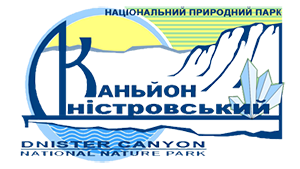 НАЦІОНАЛЬНИЙ ПРИРОДНИЙ ПАРК
Каньйон
Дністровський
DNISTER CANYON
NATIONAL NATURE PARK